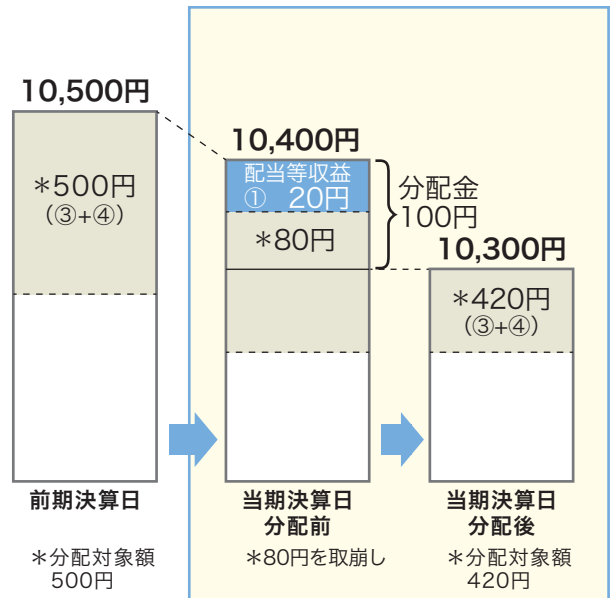 10,500円
*500円
(③+④)
前期決算日
*分配対象額
500円
10,400円
配当等収益
① 20円
*80円
分配金
100円
当期決算日
分配前
*80円を取崩し
10,300円
*420円
(③+④)
当期決算日
分配後
*分配対象額
420円